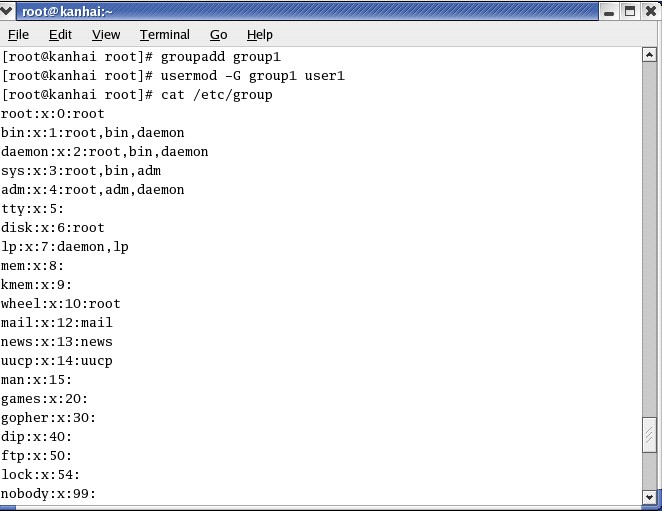 root@kanhai:~
File Edit View Terminal Go Help
[root@kanhai root]# groupadd group1
[root@kanhai root]# usermod -G group1 user1
[root@kanhai root]# cat /etc/group
root:x:0:root
bin:x:1:root,bin,daemon
daemon:x:2:root,bin,daemon
sys:x:3:root,bin,adm
adm:x:4:root,adm,daemon
tty:x:5:
disk:x:6:root
lp:x:7:daemon,lp
mem:x:8:
kmem:x:9:
wheel:x:10:root
mail:x:12:mail
news:x:13:news
uucp:x:14:uucp
man:x:15:
games:x:20:
gopher:x:30:
dip:x:40:
ftp:x:50:
lock:x:54:
nobody:x:99: